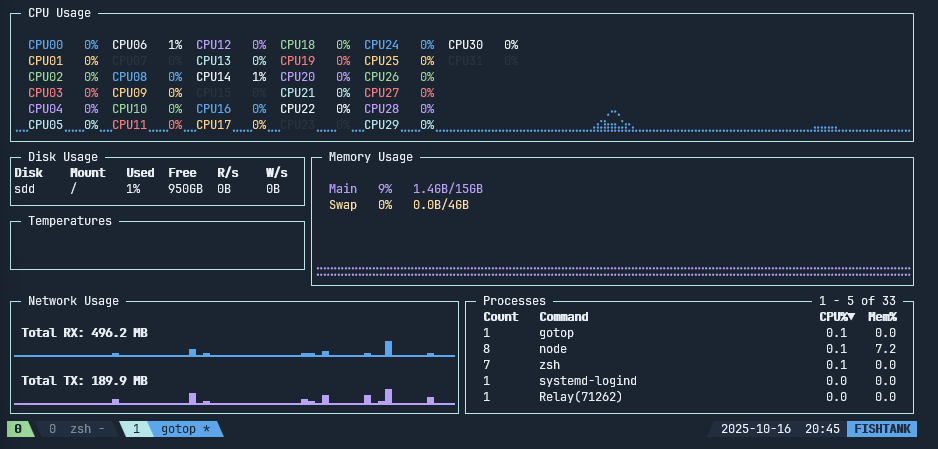 CPU Usage
CPU00 0% CPU06 1% CPU12 0% CPU18 0% CPU24 0% CPU30 0%
CPU01 0% CPU07 0% CPU13 0% CPU19 0% CPU25 0% CPU31 0%
CPU02 0% CPU08 0% CPU14 1% CPU20 0% CPU26 0%
CPU03 0% CPU09 0% CPU15 0% CPU21 0% CPU27 0%
CPU04 0% CPU10 0% CPU16 0% CPU22 0% CPU28 0%
CPU05 0% CPU11 0% CPU17 0% CPU23 0% CPU29 0%
Disk Usage
Disk Mount Used Free R/s W/s
sdd / 1% 950GB 0B 0B
Temperatures
Memory Usage
Main 9% 1.4GB/15GB
Swap 0% 0.0B/4GB
Network Usage
Total RX: 496.2 MB
Total TX: 189.9 MB
Processes 1 - 5 of 33
Count Command CPU%▼ Mem%
1 gotop 0.1 0.0
8 node 0.1 7.2
7 zsh 0.1 0.0
1 systemd-logind 0.0 0.0
1 Relay(71262) 0.0 0.0
0 0 zsh - 1 gotop * 2025-10-16 20:45 FISHTANK